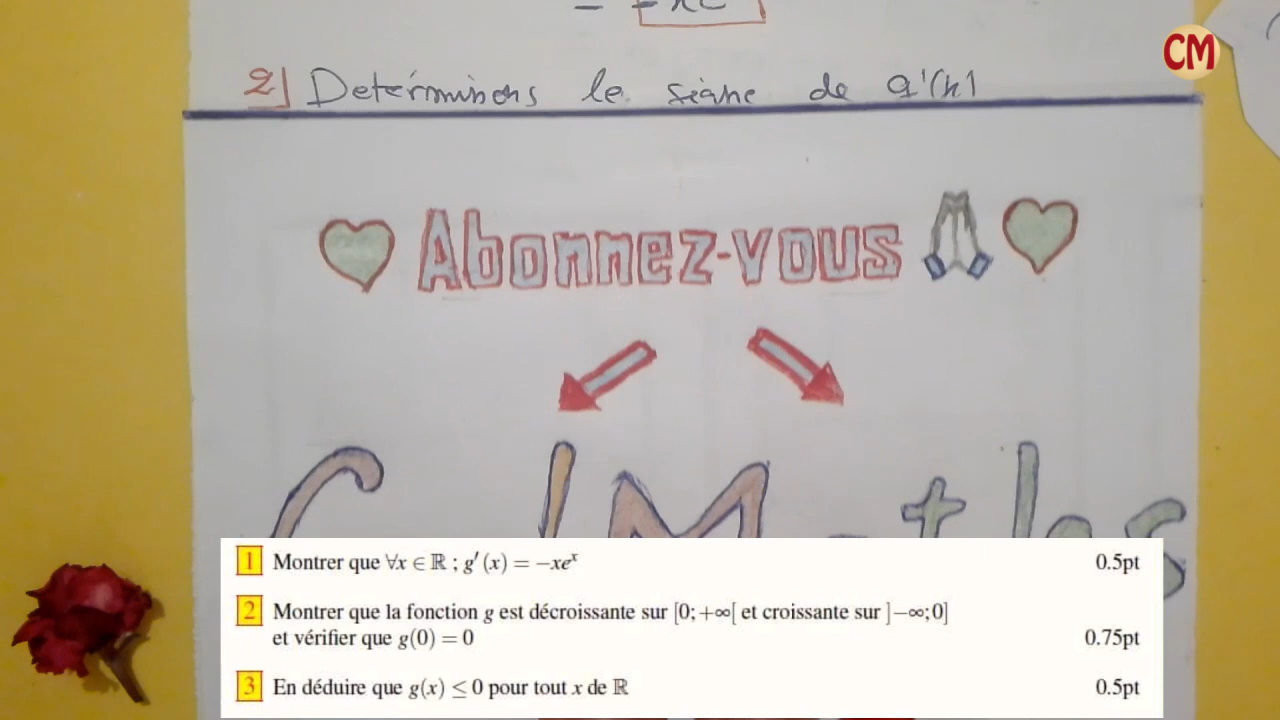 = -xe
CM
2] Determinons le signe de g'(x)
Abonnez-vous
1 Montrer que ∀x ∈ ℝ ; g′(x) = −xeˣ 0.5pt
2 Montrer que la fonction g est décroissante sur [0; +∞[ et croissante sur ]−∞; 0]
et vérifier que g(0) = 0 0.75pt
3 En déduire que g(x) ≤ 0 pour tout x de ℝ 0.5pt